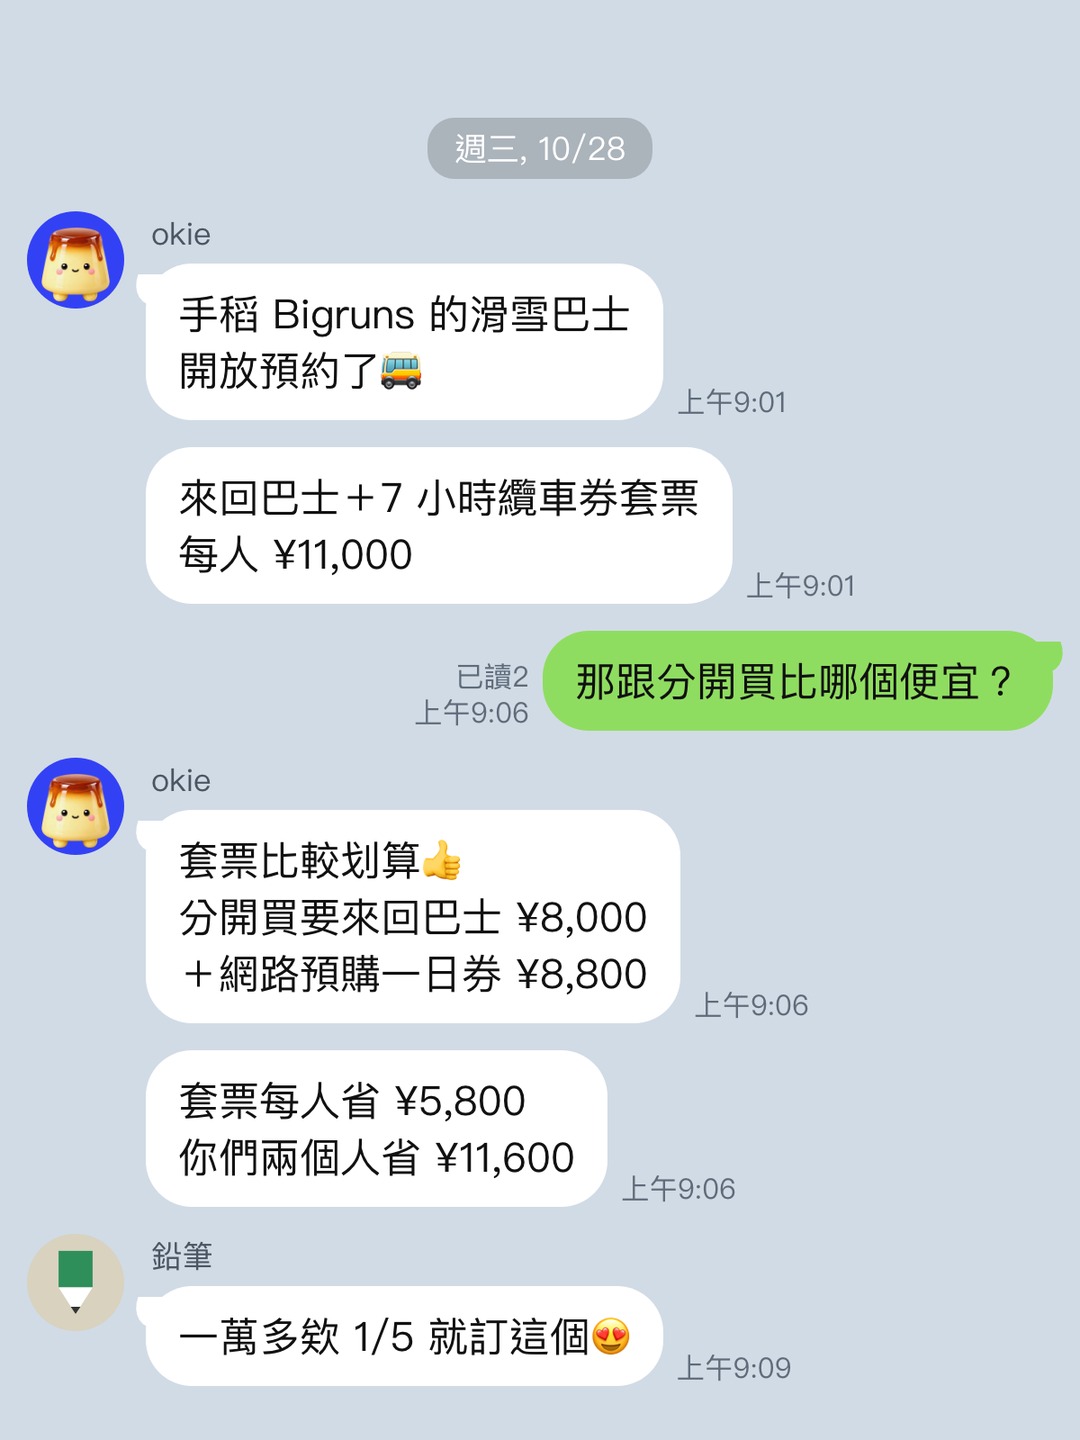 週三, 10/28
okie
手稻 Bigruns 的滑雪巴士
開放預約了
上午9:01
來回巴士＋7 小時纜車券套票
每人 ¥11,000
上午9:01
已讀2
上午9:06
那跟分開買比哪個便宜？
okie
套票比較划算
分開買要來回巴士 ¥8,000
＋網路預購一日券 ¥8,800
上午9:06
套票每人省 ¥5,800
你們兩個人省 ¥11,600
上午9:06
鉛筆
一萬多欸 1/5 就訂這個
上午9:09